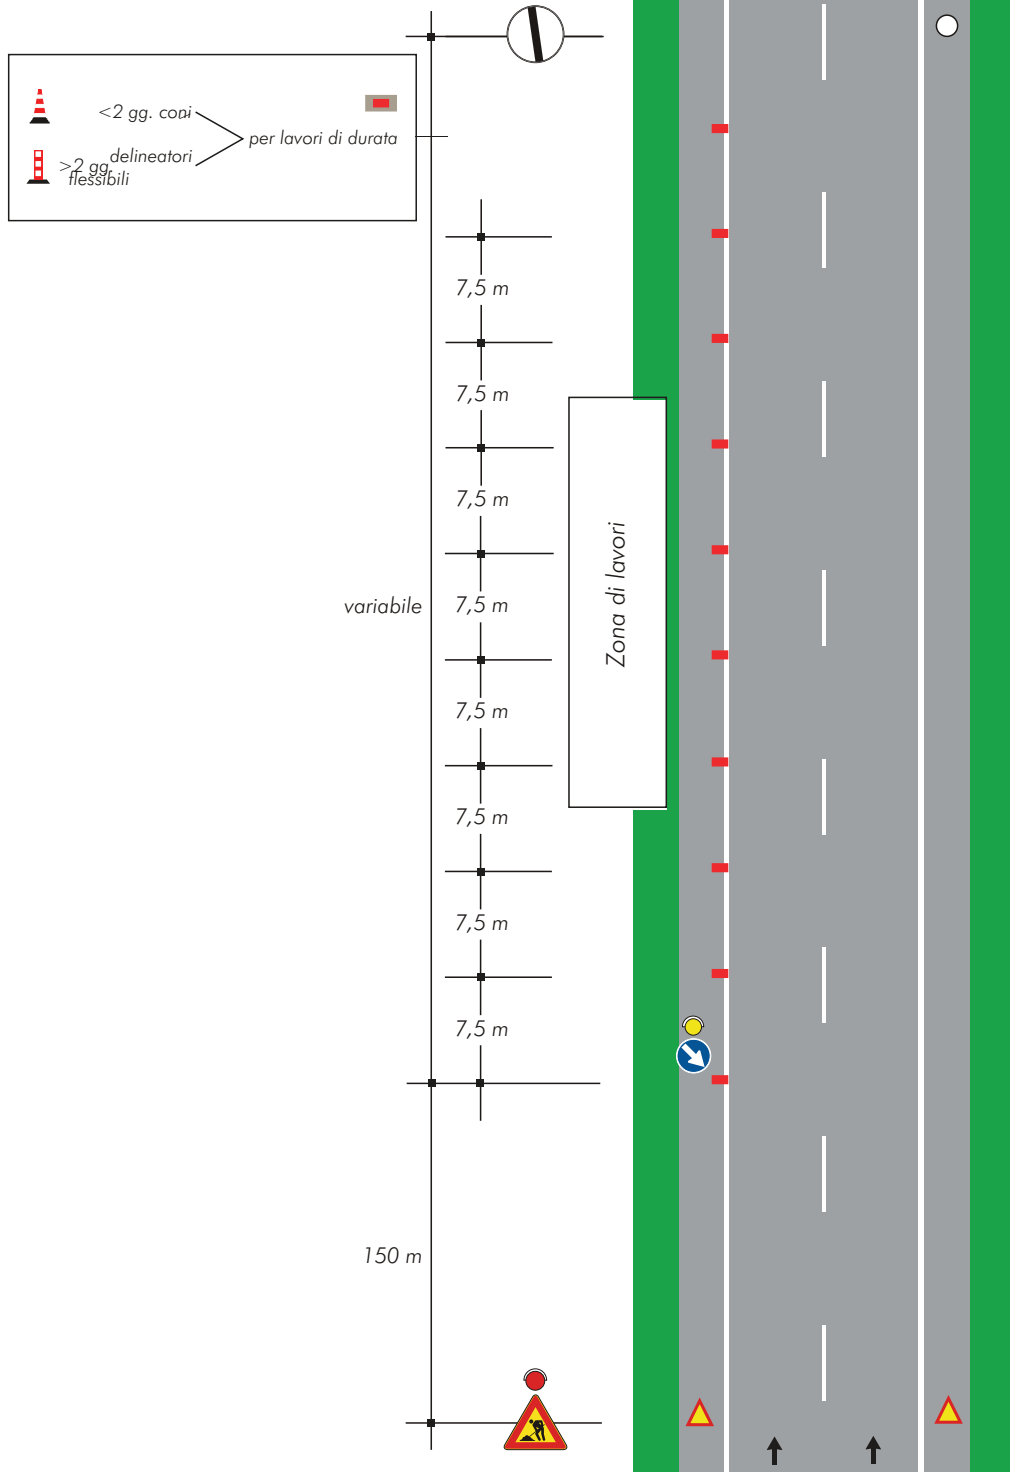 <2 gg. coni
per lavori di durata
delineatori
>2 gg.
flessibili
7,5 m
7,5 m
7,5 m
variabile
7,5 m
Zona di lavori
7,5 m
7,5 m
7,5 m
7,5 m
150 m